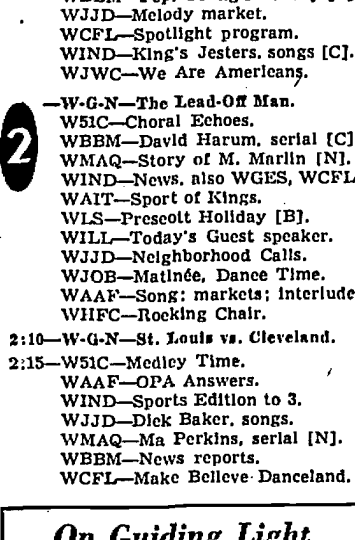 WJJD—Melody market.
WCFL—Spotlight program.
WIND—King's Jesters, songs [C].
WJWC—We Are Americans.
2—W-G-N—The Lead-Off Man.
W51C—Choral Echoes.
WBBM—David Harum, serial [C]
WMAQ—Story of M. Marlin [N].
WIND—News, also WGES, WCFL
WAIT—Sport of Kings.
WLS—Prescott Holiday [B].
WILL—Today's Guest speaker.
WJJD—Neighborhood Calls.
WJOB—Matinée, Dance Time.
WAAF—Song; markets; interlude
WHFC—Rocking Chair.
2:10—W-G-N—St. Louis vs. Cleveland.
2:15—W51C—Medley Time.
WAAF—OPA Answers.
WIND—Sports Edition to 3.
WJJD—Dick Baker, songs.
WMAQ—Ma Perkins, serial [N].
WBBM—News reports.
WCFL—Make Believe Danceland.
On Guiding Light